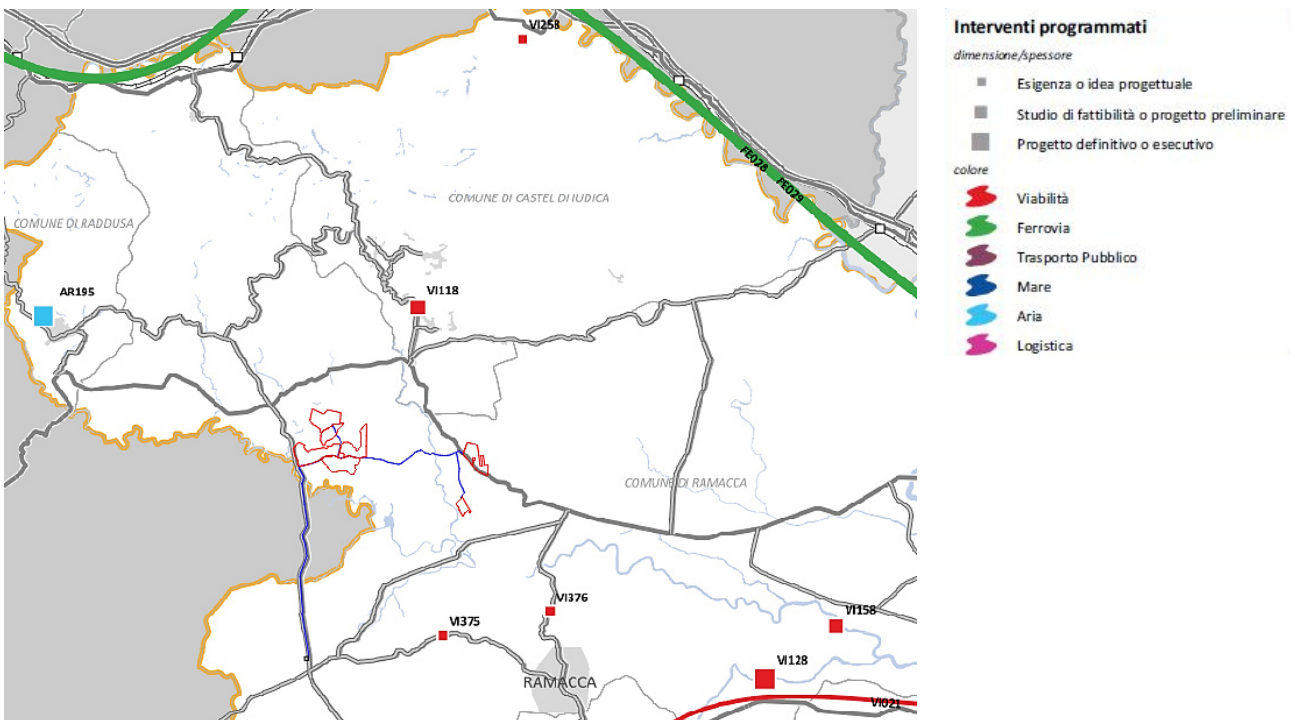 VI258
FE028
FE029
COMUNE DI CASTEL DI IUDICA
COMUNE DI RADDUSA
AR195
VI118
COMUNE DI RAMACCA
VI376
VI375
VI158
VI128
RAMACCA
VI021
Interventi programmati
dimensione/spessore
Esigenza o idea progettuale
Studio di fattibilità o progetto preliminare
Progetto definitivo o esecutivo
colore
Viabilità
Ferrovia
Trasporto Pubblico
Mare
Aria
Logistica